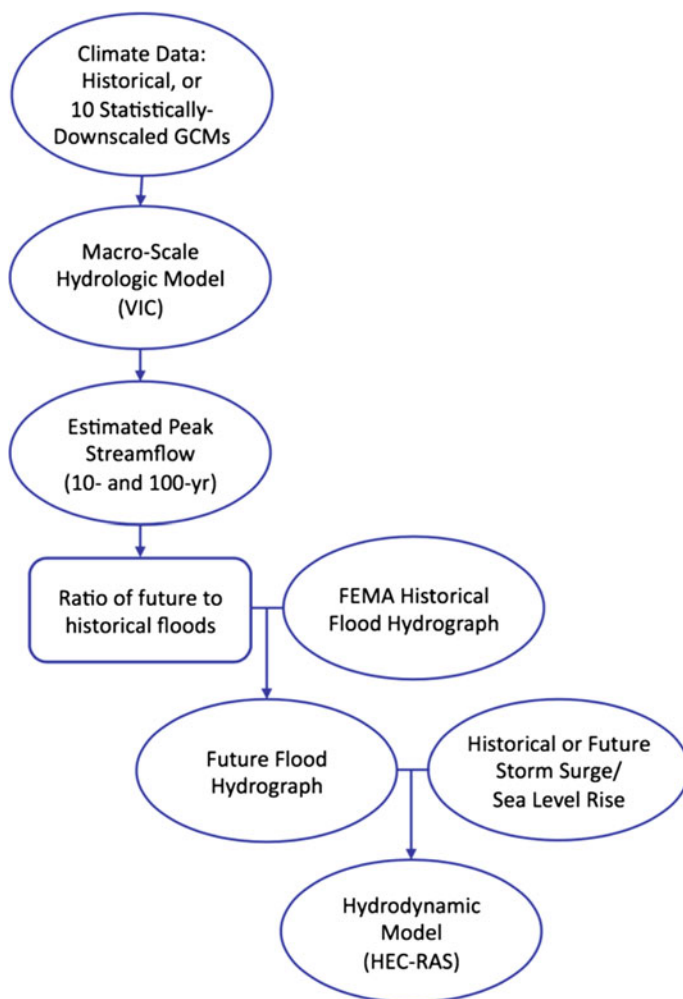 Climate Data:
Historical, or
10 Statistically-
Downscaled GCMs
Macro-Scale
Hydrologic Model
(VIC)
Estimated Peak
Streamflow
(10- and 100-yr)
Ratio of future to
historical floods
FEMA Historical
Flood Hydrograph
Future Flood
Hydrograph
Historical or Future
Storm Surge/
Sea Level Rise
Hydrodynamic
Model
(HEC-RAS)